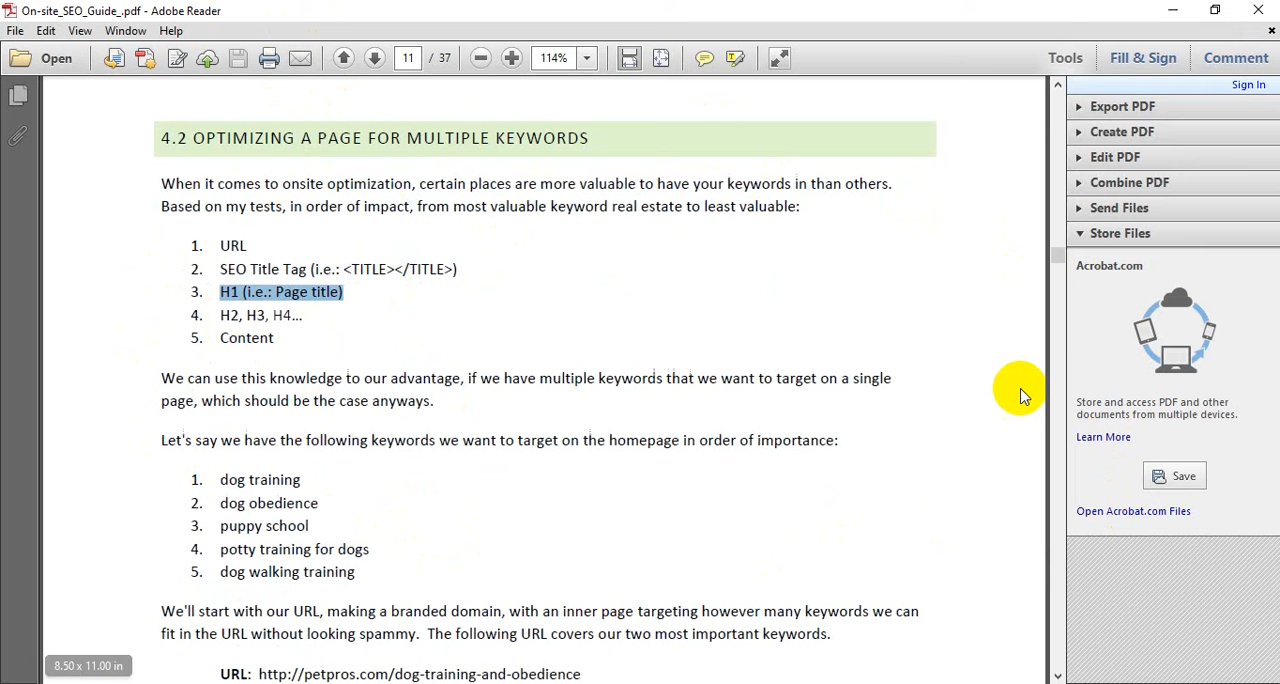 On-site_SEO_Guide_.pdf - Adobe Reader
File Edit View Window Help
Open 11 / 37 114% Tools Fill & Sign Comment
Sign In
Export PDF
Create PDF
Edit PDF
Combine PDF
Send Files
Store Files
Acrobat.com
Store and access PDF and other
documents from multiple devices.
Learn More
Save
Open Acrobat.com Files
4.2 OPTIMIZING A PAGE FOR MULTIPLE KEYWORDS
When it comes to onsite optimization, certain places are more valuable to have your keywords in than others.
Based on my tests, in order of impact, from most valuable keyword real estate to least valuable:
1. URL
2. SEO Title Tag (i.e.: <TITLE></TITLE>)
3. H1 (i.e.: Page title)
4. H2, H3, H4…
5. Content
We can use this knowledge to our advantage, if we have multiple keywords that we want to target on a single
page, which should be the case anyways.
Let's say we have the following keywords we want to target on the homepage in order of importance:
1. dog training
2. dog obedience
3. puppy school
4. potty training for dogs
5. dog walking training
We'll start with our URL, making a branded domain, with an inner page targeting however many keywords we can
fit in the URL without looking spammy. The following URL covers our two most important keywords.
URL: http://petpros.com/dog-training-and-obedience
8.50 x 11.00 in